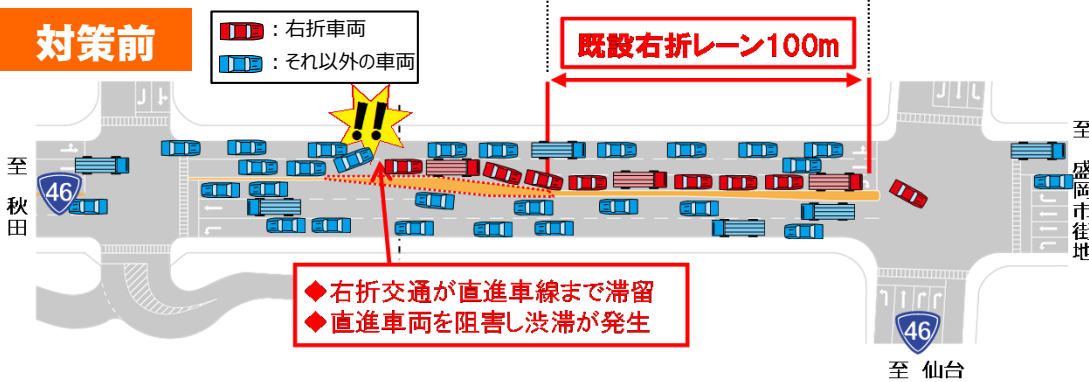 対策前
：右折車両
：それ以外の車両
既設右折レーン100m
!!
至 秋田
46
至 盛岡市街地
◆右折交通が直進車線まで滞留
◆直進車両を阻害し渋滞が発生
46
至 仙台